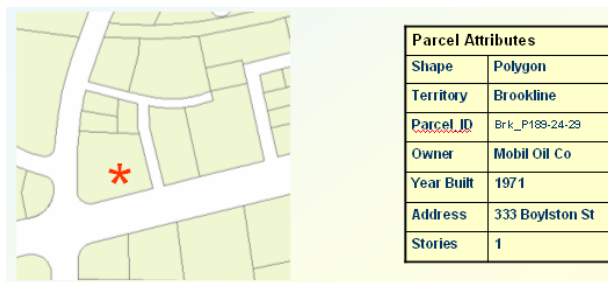 Parcel Attributes
Shape Polygon
Territory Brookline
Parcel_ID Brk_P189-24-29
Owner Mobil Oil Co
Year Built 1971
Address 333 Boylston St
Stories 1